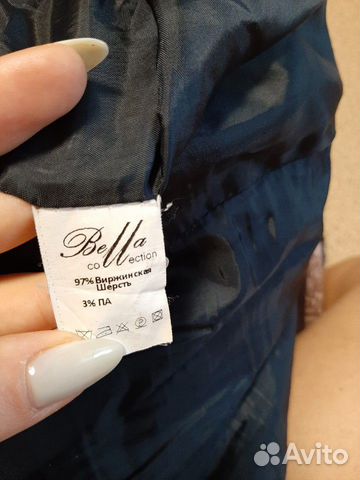 Bella
collection
97% Виржинская
Шерсть
3% ПА
Avito